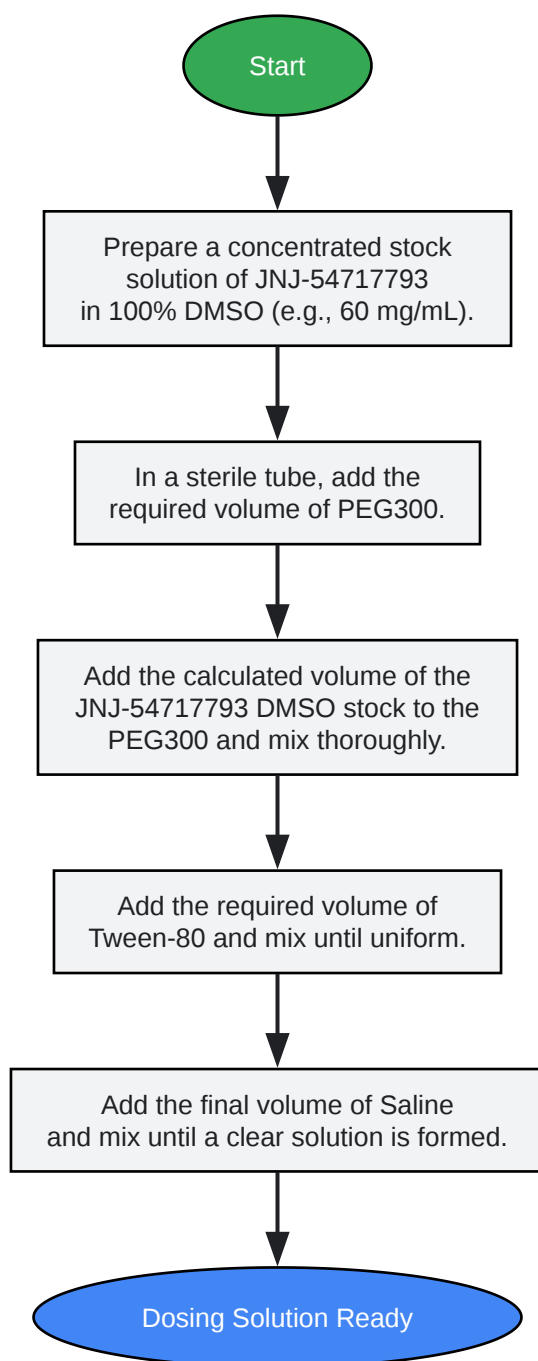 Start
Prepare a concentrated stock
solution of JNJ-54717793
in 100% DMSO (e.g., 60 mg/mL).
In a sterile tube, add the
required volume of PEG300.
Add the calculated volume of the
JNJ-54717793 DMSO stock to the
PEG300 and mix thoroughly.
Add the required volume of
Tween-80 and mix until uniform.
Add the final volume of Saline
and mix until a clear solution is formed.
Dosing Solution Ready